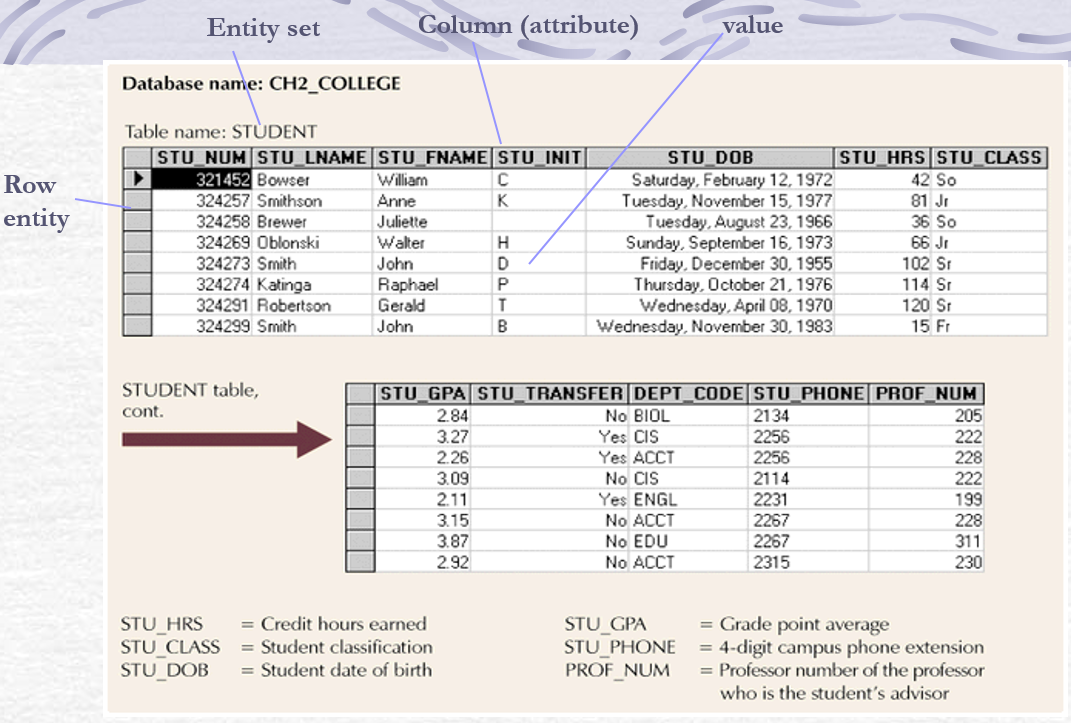 Entity set Column (attribute) value
Database name: CH2_COLLEGE
Table name: STUDENT
STU_NUM STU_LNAME STU_FNAME STU_INIT STU_DOB STU_HRS STU_CLASS
321452 Bowser William C Saturday, February 12, 1972 42 So
324257 Smithson Anne K Tuesday, November 15, 1977 81 Jr
324258 Brewer Juliette Tuesday, August 23, 1966 36 So
324269 Oblonski Walter H Sunday, September 16, 1973 66 Jr
324273 Smith John D Friday, December 30, 1955 102 Sr
324274 Katinga Raphael P Thursday, October 21, 1976 114 Sr
324291 Robertson Gerald T Wednesday, April 08, 1970 120 Sr
324299 Smith John B Wednesday, November 30, 1983 15 Fr
Row
entity
STUDENT table,
cont.
STU_GPA STU_TRANSFER DEPT_CODE STU_PHONE PROF_NUM
2.84 No BIOL 2134 205
3.27 Yes CIS 2256 222
2.26 Yes ACCT 2256 228
3.09 No CIS 2114 222
2.11 Yes ENGL 2231 199
3.15 No ACCT 2267 228
3.87 No EDU 2267 311
2.92 No ACCT 2315 230
STU_HRS = Credit hours earned
STU_CLASS = Student classification
STU_DOB = Student date of birth
STU_GPA = Grade point average
STU_PHONE = 4-digit campus phone extension
PROF_NUM = Professor number of the professor
who is the student's advisor